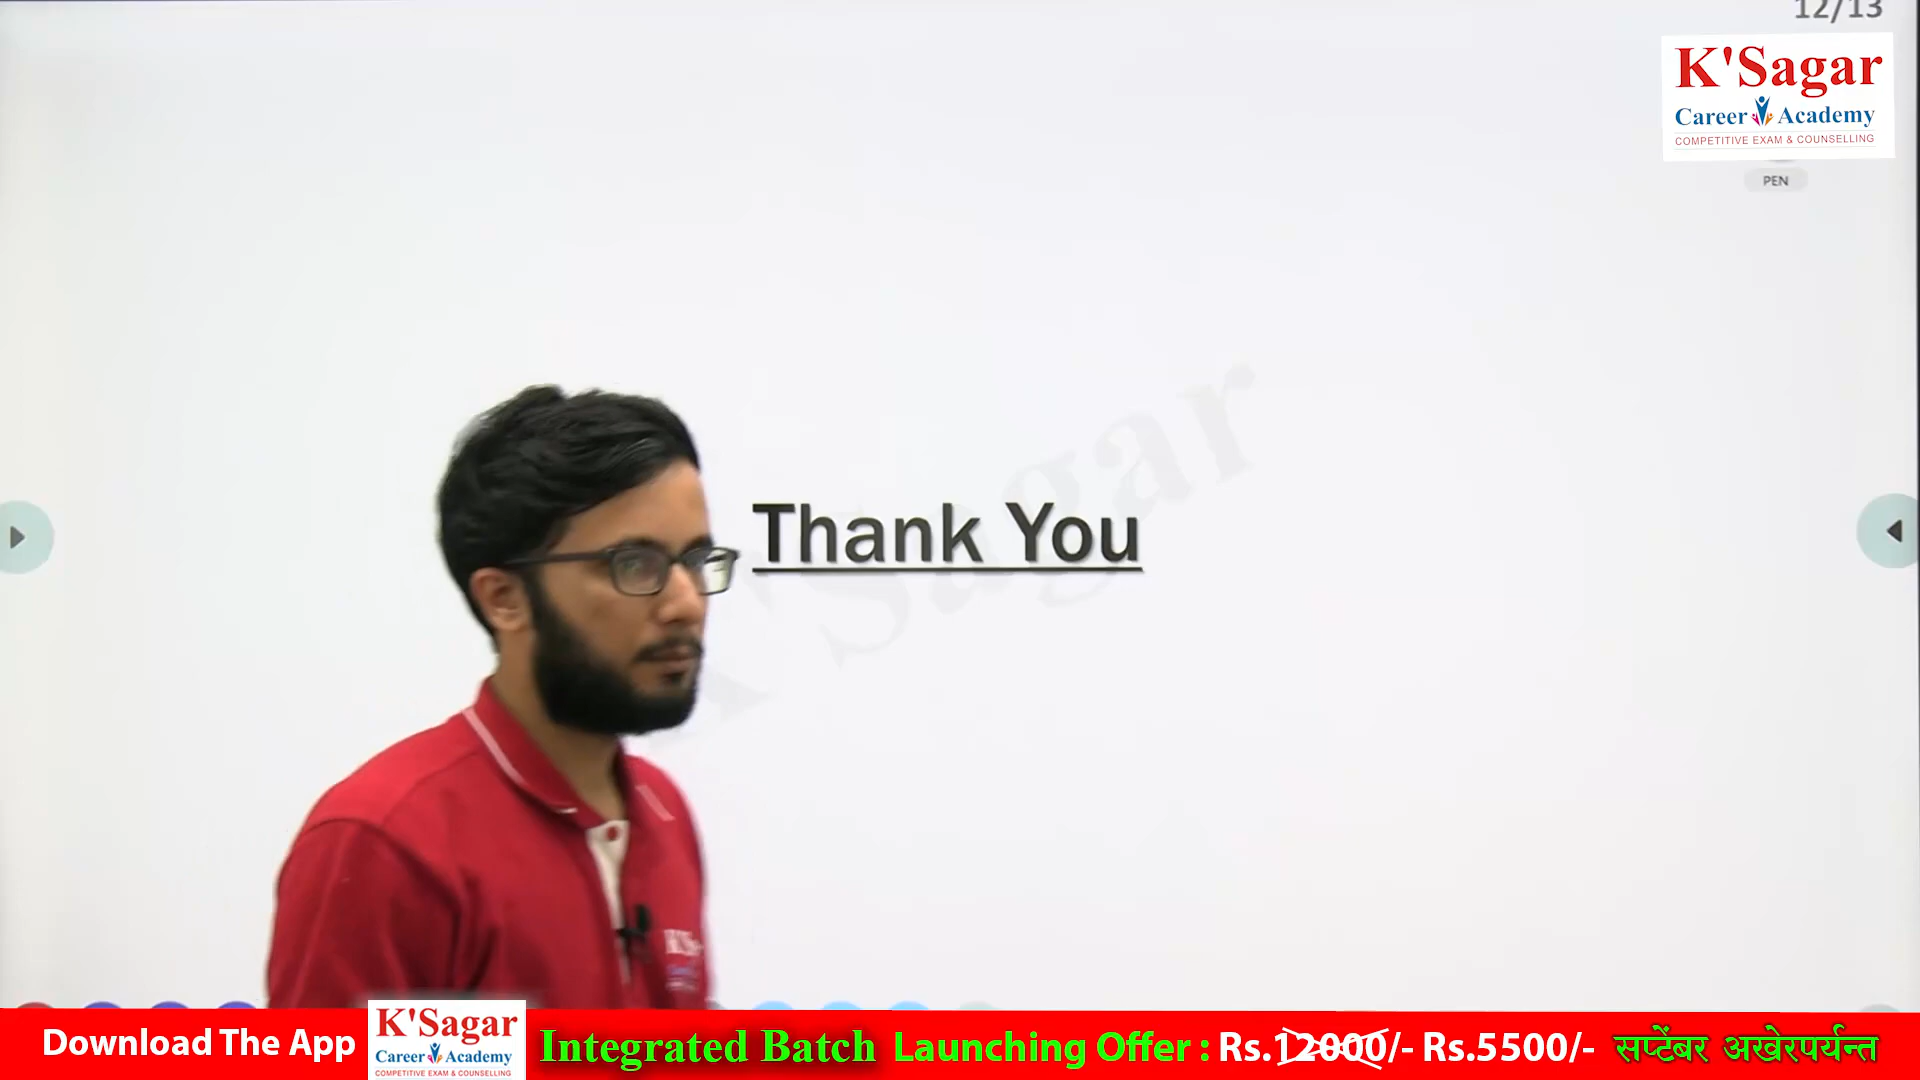 12/13
K'Sagar
Career Academy
COMPETITIVE EXAM & COUNSELLING
PEN
K'Sagar
Thank You
Download The App
K'Sagar
Career Academy
COMPETITIVE EXAM & COUNSELLING
Integrated Batch Launching Offer : Rs.12000/- Rs.5500/- सप्टेंबर अखेरपर्यन्त